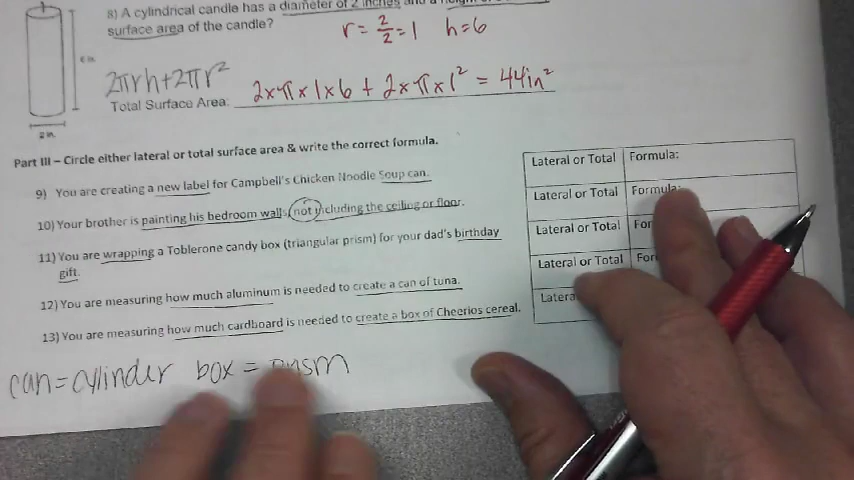 8) A cylindrical candle has a diameter of 2 inches and a
surface area of the candle?
r = 2/2 = 1 h=6
6 in.
2πrh+2πr²
Total Surface Area: 2×π×1×6 + 2×π×1² = 44in²
2 in.
Part III – Circle either lateral or total surface area & write the correct formula.
9) You are creating a new label for Campbell's Chicken Noodle Soup can.
10) Your brother is painting his bedroom walls, not including the ceiling or floor.
11) You are wrapping a Toblerone candy box (triangular prism) for your dad's birthday
gift.
12) You are measuring how much aluminum is needed to create a can of tuna.
13) You are measuring how much cardboard is needed to create a box of Cheerios cereal.
Lateral or Total Formula:
Lateral or Total Formula:
Lateral or Total For
Lateral or Total For
Latera
can=cylinder box = prism